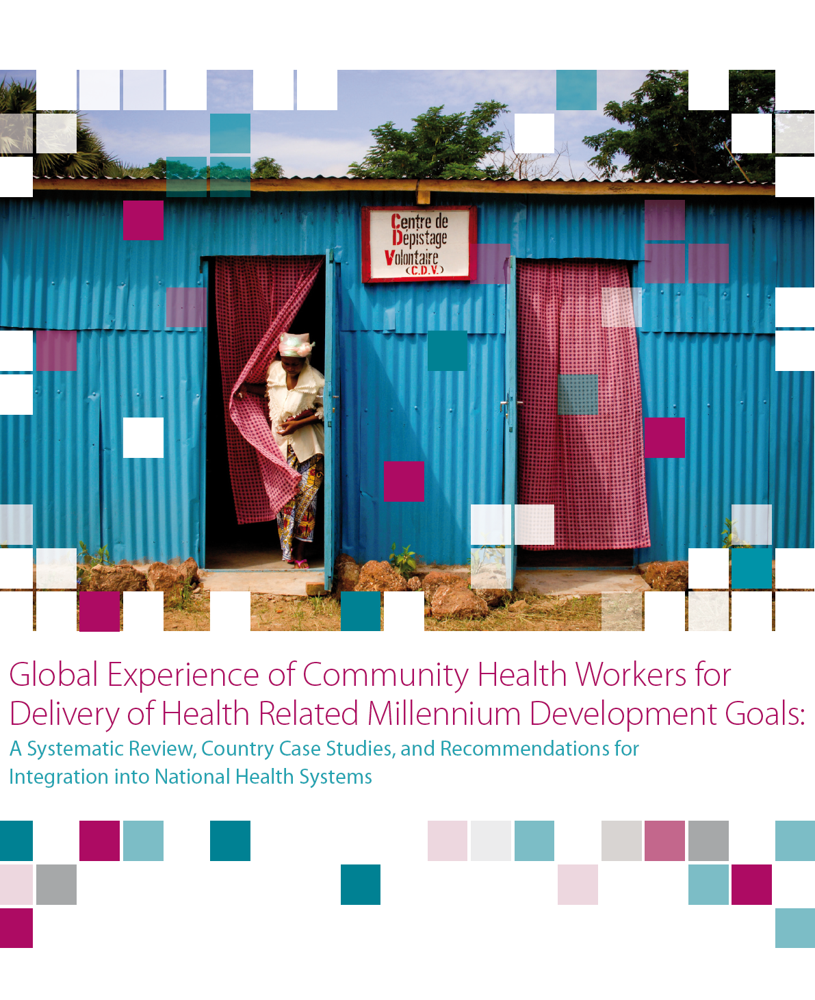 Centre de
Dépistage
Volontaire
(C.D.V.)
Global Experience of Community Health Workers for
Delivery of Health Related Millennium Development Goals:
A Systematic Review, Country Case Studies, and Recommendations for
Integration into National Health Systems